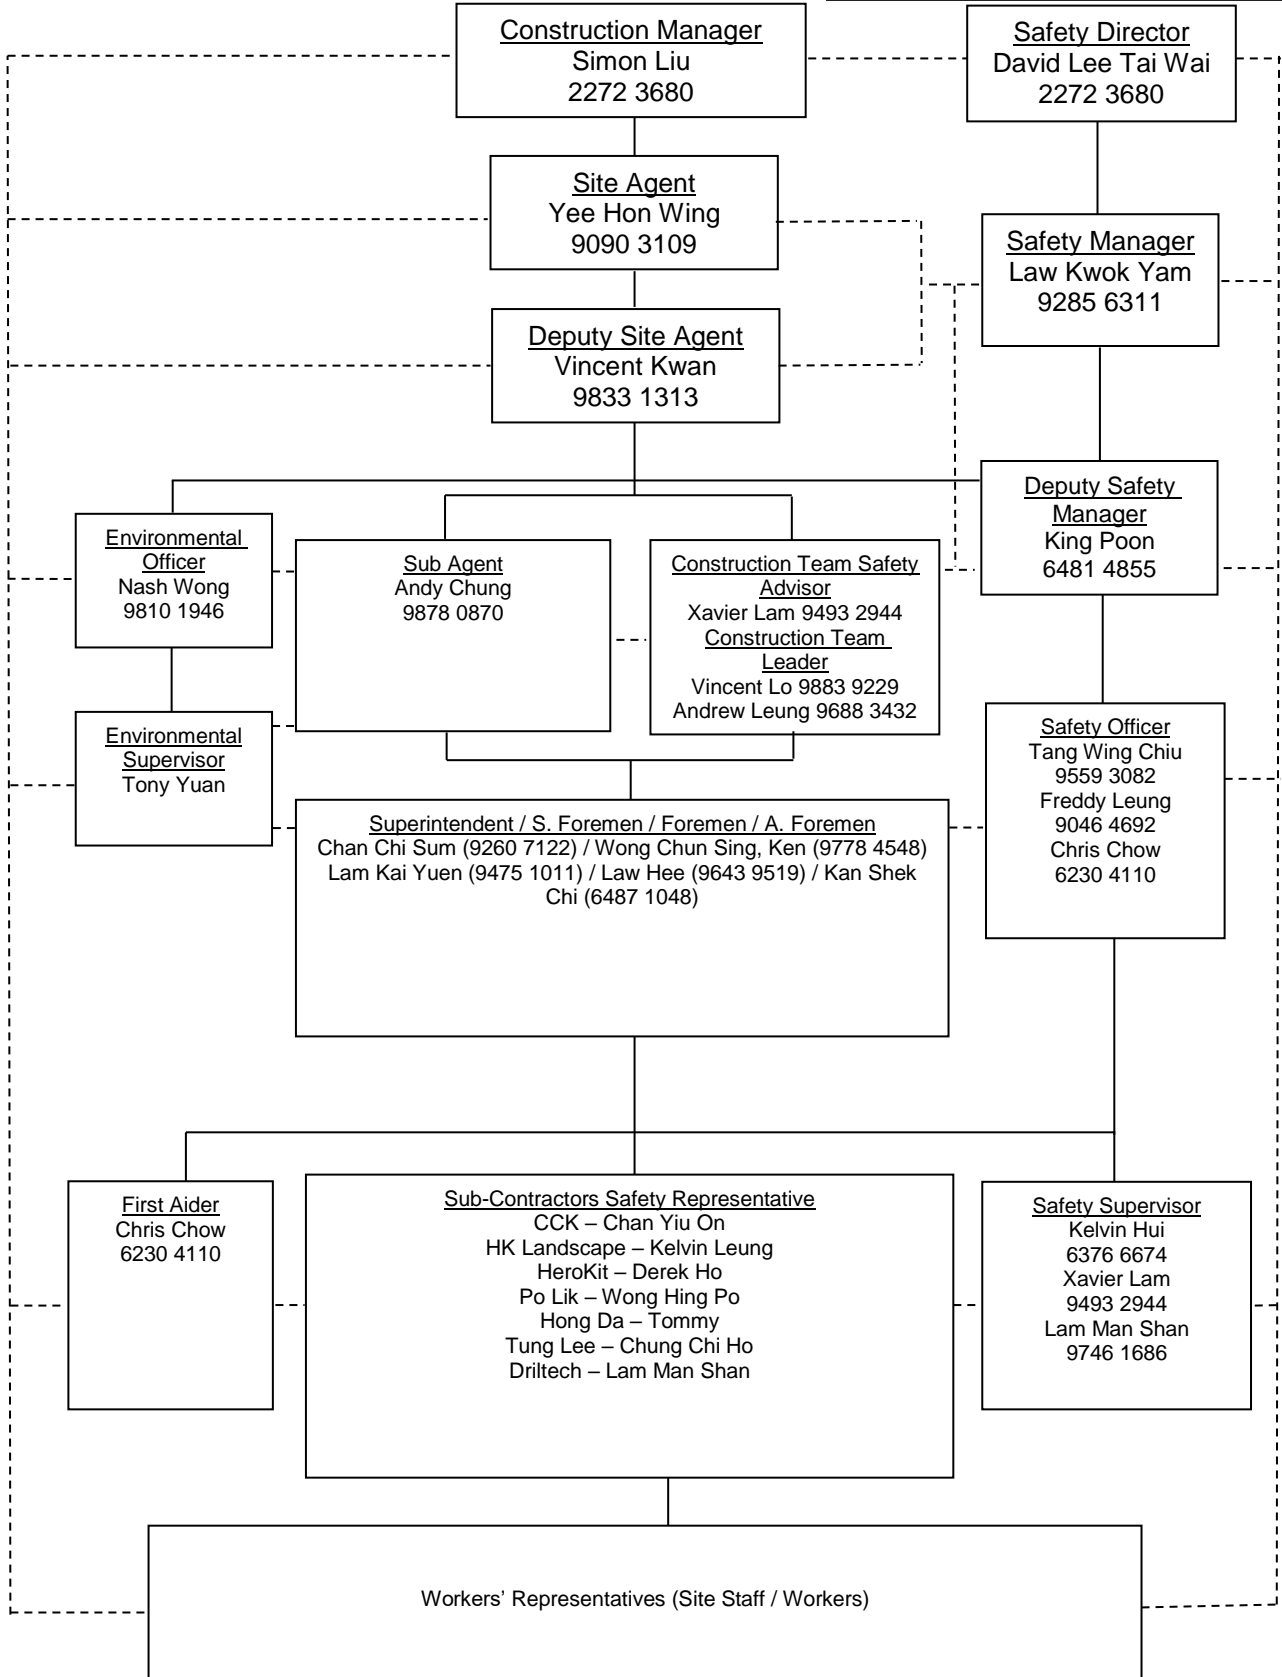 Construction Manager
Simon Liu
2272 3680
Safety Director
David Lee Tai Wai
2272 3680
Site Agent
Yee Hon Wing
9090 3109
Safety Manager
Law Kwok Yam
9285 6311
Deputy Site Agent
Vincent Kwan
9833 1313
Deputy Safety
Manager
King Poon
6481 4855
Environmental
Officer
Nash Wong
9810 1946
Sub Agent
Andy Chung
9878 0870
Construction Team Safety
Advisor
Xavier Lam 9493 2944
Construction Team
Leader
Vincent Lo 9883 9229
Andrew Leung 9688 3432
Environmental
Supervisor
Tony Yuan
Safety Officer
Tang Wing Chiu
9559 3082
Freddy Leung
9046 4692
Chris Chow
6230 4110
Superintendent / S. Foremen / Foremen / A. Foremen
Chan Chi Sum (9260 7122) / Wong Chun Sing, Ken (9778 4548)
Lam Kai Yuen (9475 1011) / Law Hee (9643 9519) / Kan Shek
Chi (6487 1048)
First Aider
Chris Chow
6230 4110
Sub-Contractors Safety Representative
CCK – Chan Yiu On
HK Landscape – Kelvin Leung
HeroKit – Derek Ho
Po Lik – Wong Hing Po
Hong Da – Tommy
Tung Lee – Chung Chi Ho
Driltech – Lam Man Shan
Safety Supervisor
Kelvin Hui
6376 6674
Xavier Lam
9493 2944
Lam Man Shan
9746 1686
Workers’ Representatives (Site Staff / Workers)